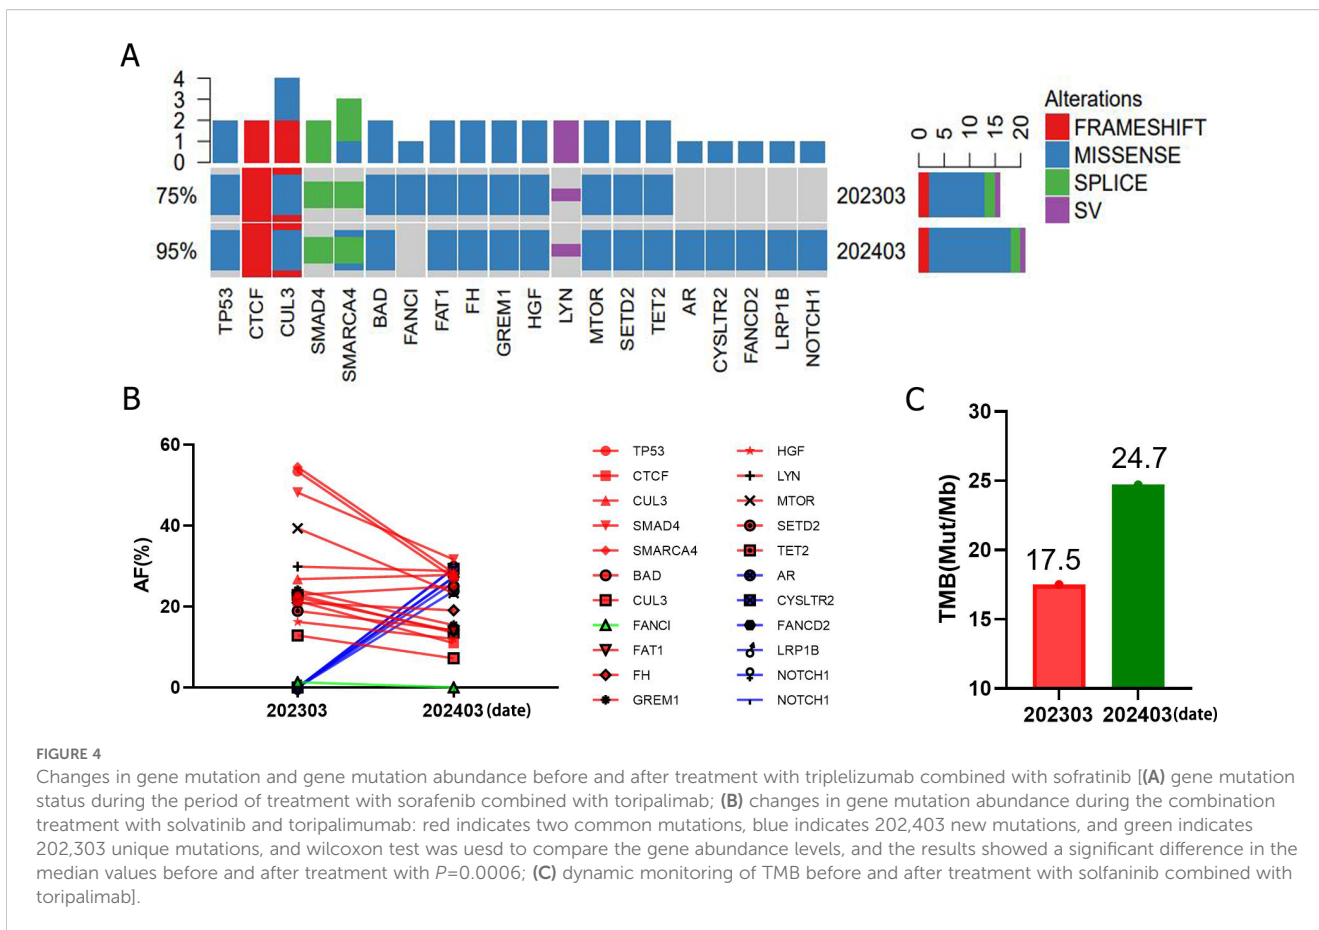 A
4
3
2
1
0
75%
95%
TP53
CTCF
CUL3
SMAD4
SMARCA4
BAD
FANCI
FAT1
FH
GREM1
HGF
LYN
MTOR
SETD2
TET2
AR
CYSLTR2
FANCD2
LRP1B
NOTCH1
0 5 10 15 20
202303
202403
Alterations
FRAMESHIFT
MISSENSE
SPLICE
SV
B
AF(%)
60
40
20
0
202303 202403 (date)
TP53
CTCF
CUL3
SMAD4
SMARCA4
BAD
CUL3
FANCI
FAT1
FH
GREM1
HGF
LYN
MTOR
SETD2
TET2
AR
CYSLTR2
FANCD2
LRP1B
NOTCH1
NOTCH1
C
TMB(Mut/Mb)
30
25
20
15
10
17.5
24.7
202303 202403(date)
FIGURE 4
Changes in gene mutation and gene mutation abundance before and after treatment with triplelizumab combined with sofratinib [(A) gene mutation
status during the period of treatment with sorafenib combined with toripalimab; (B) changes in gene mutation abundance during the combination
treatment with solvatinib and toripalimumab: red indicates two common mutations, blue indicates 202,403 new mutations, and green indicates
202,303 unique mutations, and wilcoxon test was uesd to compare the gene abundance levels, and the results showed a significant difference in the
median values before and after treatment with P=0.0006; (C) dynamic monitoring of TMB before and after treatment with solfaninib combined with
toripalimab].